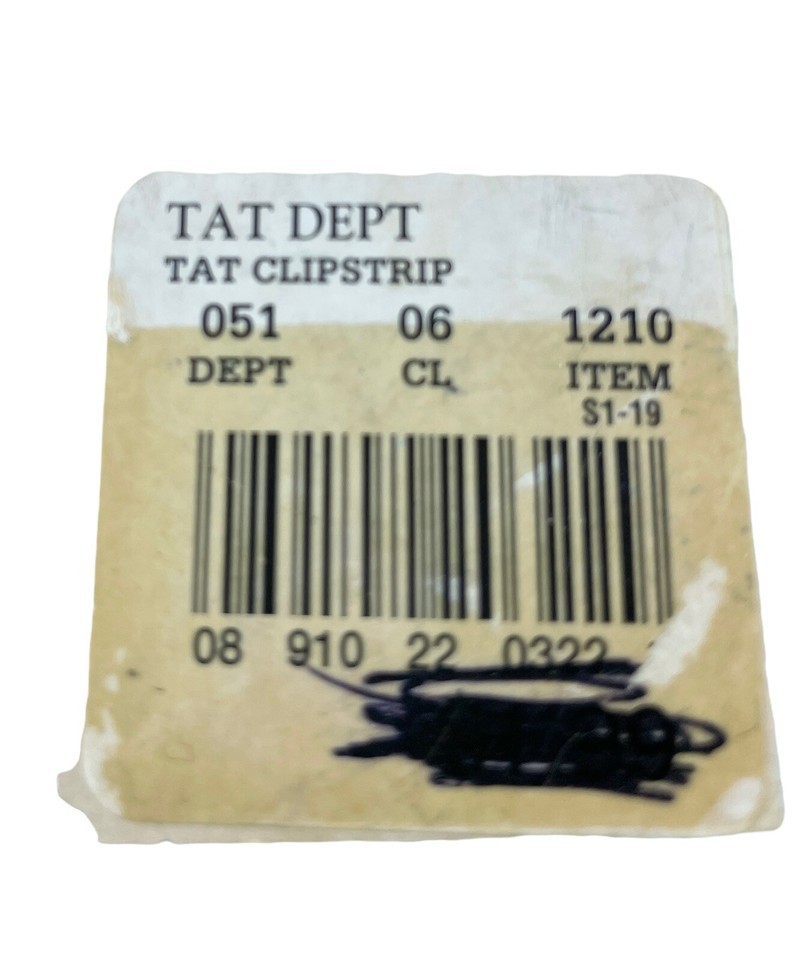 TAT DEPT
TAT CLIPSTRIP
051 06 1210
DEPT CL ITEM
S1-19
08 910 22 0322